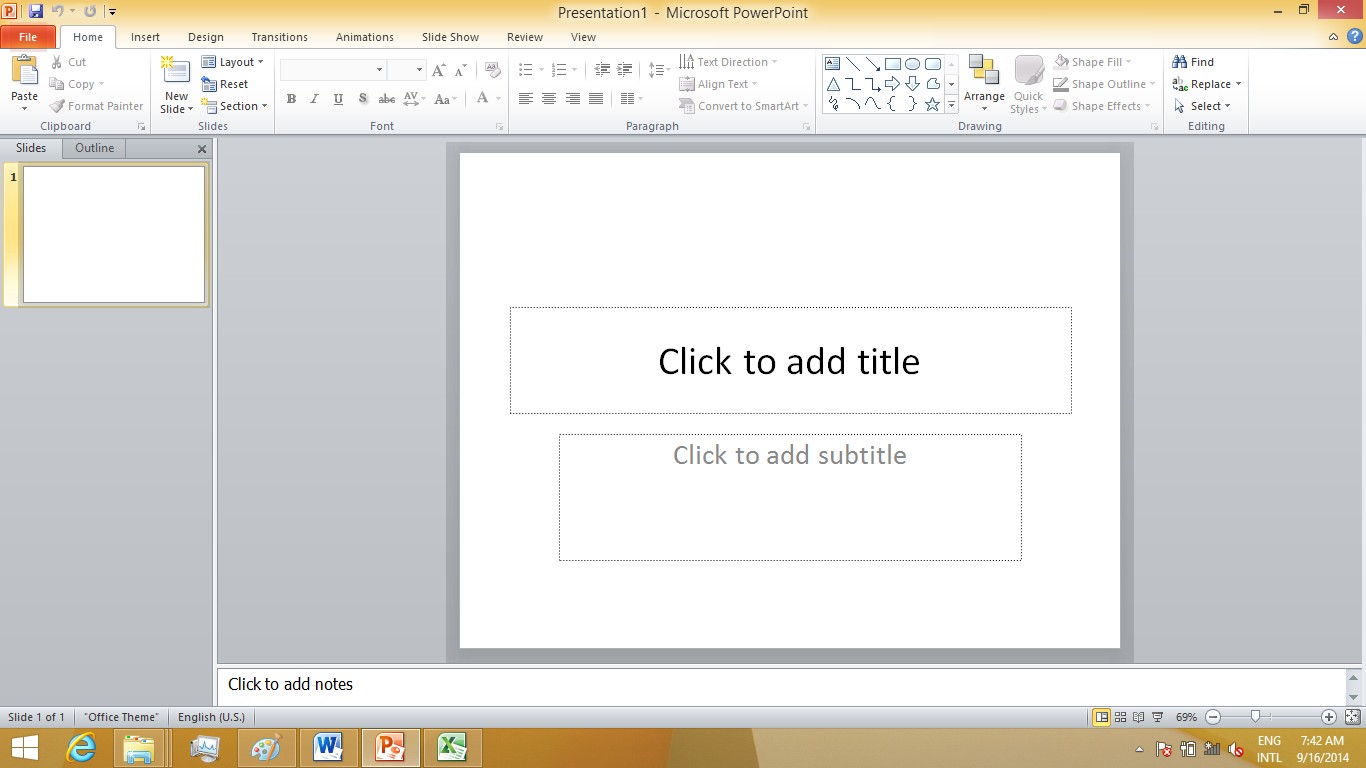 Presentation1 - Microsoft PowerPoint
File Home Insert Design Transitions Animations Slide Show Review View
Paste
Cut
Copy
Format Painter
Clipboard
New
Slide
Layout
Reset
Section
Slides
B I U S abc AV Aa A
Font
Text Direction
Align Text
Convert to SmartArt
Paragraph
Arrange
Quick
Styles
Shape Fill
Shape Outline
Shape Effects
Drawing
Find
Replace
Select
Editing
Slides Outline
1
Click to add title
Click to add subtitle
Click to add notes
Slide 1 of 1 "Office Theme" English (U.S.) 69%
ENG 7:42 AM
INTL 9/16/2014